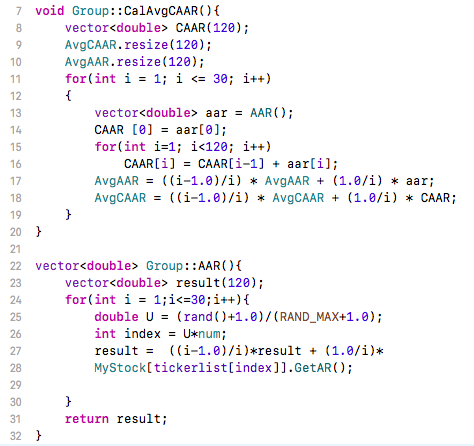 7 void Group::CalAvgCAAR(){
8     vector<double> CAAR(120);
9     AvgCAAR.resize(120);
10     AvgAAR.resize(120);
11     for(int i = 1; i <= 30; i++)
12     {
13         vector<double> aar = AAR();
14         CAAR [0] = aar[0];
15         for(int i=1; i<120; i++)
16             CAAR[i] = CAAR[i-1] + aar[i];
17         AvgAAR = ((i-1.0)/i) * AvgAAR + (1.0/i) * aar;
18         AvgCAAR = ((i-1.0)/i) * AvgCAAR + (1.0/i) * CAAR;
19     }
20 }
21
22 vector<double> Group::AAR(){
23     vector<double> result(120);
24     for(int i = 1;i<=30;i++){
25         double U = (rand()+1.0)/(RAND_MAX+1.0);
26         int index = U*num;
27         result =  ((i-1.0)/i)*result + (1.0/i)*
28         MyStock[tickerlist[index]].GetAR();
29
30     }
31     return result;
32 }